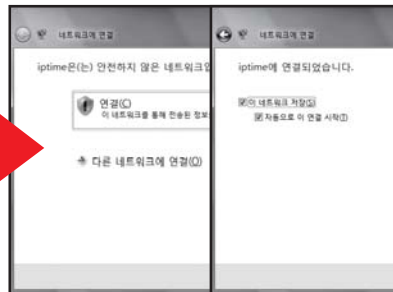 네트워크에 연결
iptime은(는) 안전하지 않은 네트워크입
연결(C)
이 네트워크를 통해 전송된 정보
다른 네트워크에 연결(O)
네트워크에 연결
iptime에 연결되었습니다.
이 네트워크 저장(S)
자동으로 이 연결 시작(T)